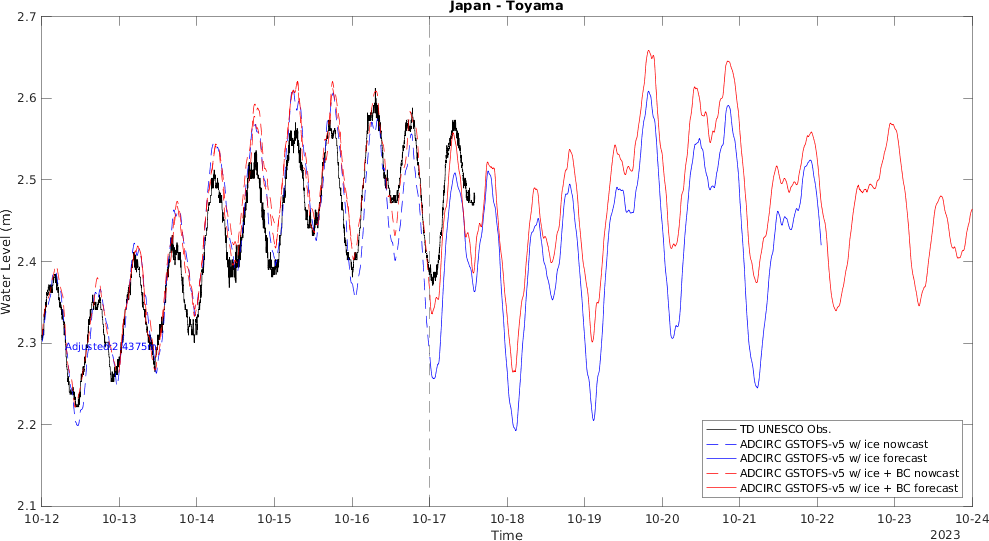 Japan - Toyama
Water Level (m)
2.7
2.6
2.5
2.4
2.3
2.2
2.1
10-12
10-13
10-14
10-15
10-16
10-17
10-18
10-19
10-20
10-21
10-22
10-23
10-24
Time
2023
TD UNESCO Obs.
ADCIRC GSTOFS-v5 w/ ice nowcast
ADCIRC GSTOFS-v5 w/ ice forecast
ADCIRC GSTOFS-v5 w/ ice + BC nowcast
ADCIRC GSTOFS-v5 w/ ice + BC forecast